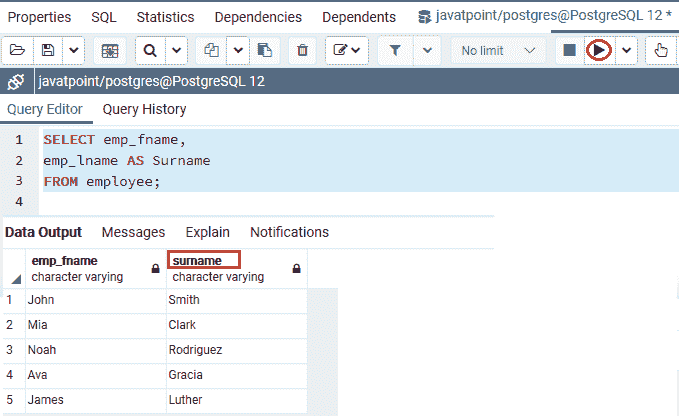 Properties SQL Statistics Dependencies Dependents javatpoint/postgres@PostgreSQL 12 *
No limit
javatpoint/postgres@PostgreSQL 12
Query Editor Query History
1 SELECT emp_fname,
2 emp_lname AS Surname
3 FROM employee;
4
Data Output Messages Explain Notifications
emp_fname surname
character varying character varying
1 John Smith
2 Mia Clark
3 Noah Rodriguez
4 Ava Gracia
5 James Luther